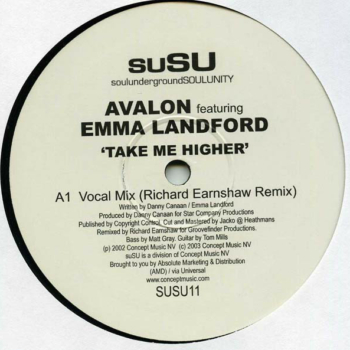 suSU
soulundergroundSOULUNITY
AVALON featuring
EMMA LANDFORD
'TAKE ME HIGHER'
A1 Vocal Mix (Richard Earnshaw Remix)
Written by Danny Canaan / Emma Landford
Produced by Danny Canaan for Star Company Productions
Published by Copyright Control, Cut and Mastered by Jacko @ Heathmans
Remixed by Richard Earnshaw for Groovefinder Productions.
Bass by Matt Gray. Guitar by Tom Mills
(p) 2002 Concept Music NV (c) 2003 Concept Music NV
suSU is a division of Concept Music NV
Brought to you by Absolute Marketing & Distribution
(AMD) / via Universal
www.conceptmusic.com
SUSU11